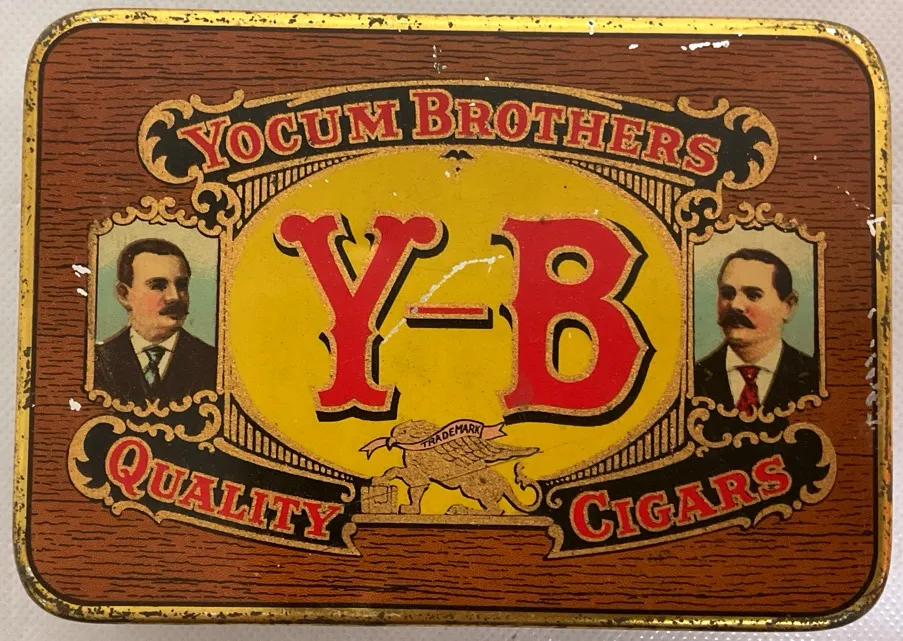 YOCUM BROTHERS
Y-B
TRADEMARK
QUALITY CIGARS